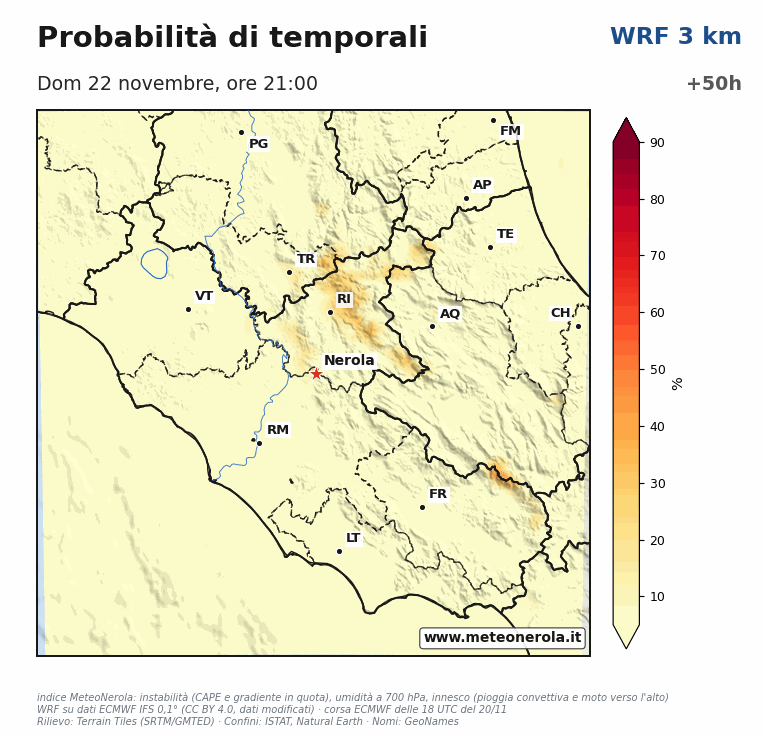 Probabilità di temporali
WRF 3 km
Dom 22 novembre, ore 21:00
+50h
FM
PG
AP
TE
TR
VT
RI
AQ
CH
Nerola
RM
FR
LT
www.meteonerola.it
90
80
70
60
50
40
30
20
10
%
indice MeteoNerola: instabilità (CAPE e gradiente in quota), umidità a 700 hPa, innesco (pioggia convettiva e moto verso l'alto)
WRF su dati ECMWF IFS 0,1° (CC BY 4.0, dati modificati) · corsa ECMWF delle 18 UTC del 20/11
Rilievo: Terrain Tiles (SRTM/GMTED) · Confini: ISTAT, Natural Earth · Nomi: GeoNames